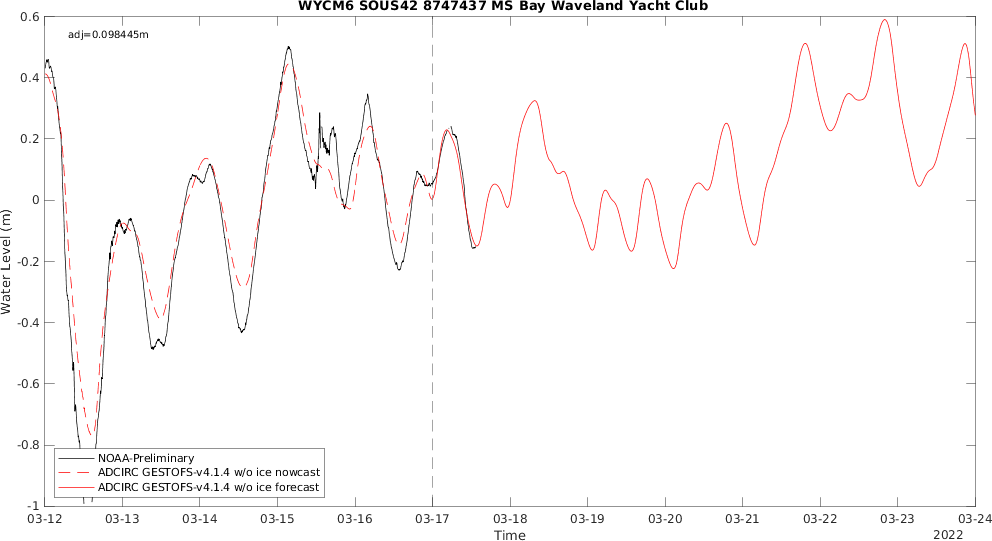 WYCM6 SOUS42 8747437 MS Bay Waveland Yacht Club
adj=0.098445m
0.6
0.4
0.2
0
-0.2
-0.4
-0.6
-0.8
-1
Water Level (m)
NOAA-Preliminary
ADCIRC GESTOFS-v4.1.4 w/o ice nowcast
ADCIRC GESTOFS-v4.1.4 w/o ice forecast
03-12 03-13 03-14 03-15 03-16 03-17 03-18 03-19 03-20 03-21 03-22 03-23 03-24
Time
2022